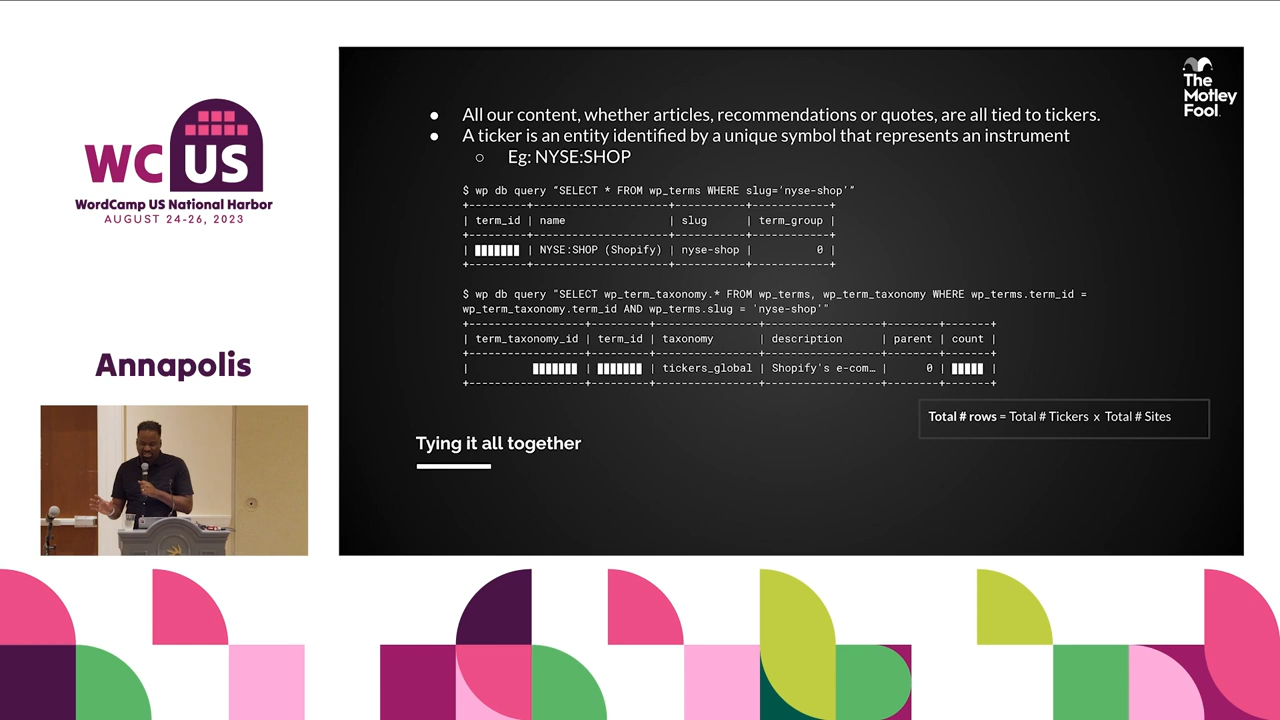 WC US
WordCamp US National Harbor
AUGUST 24-26, 2023
Annapolis
The
Motley
Fool.
● All our content, whether articles, recommendations or quotes, are all tied to tickers.
● A ticker is an entity identified by a unique symbol that represents an instrument
○ Eg: NYSE:SHOP
$ wp db query “SELECT * FROM wp_terms WHERE slug='nyse-shop'”
+---------+----------------------+-----------+------------+
| term_id | name | slug | term_group |
+---------+----------------------+-----------+------------+
| ███████ | NYSE:SHOP (Shopify) | nyse-shop | 0 |
+---------+----------------------+-----------+------------+
$ wp db query "SELECT wp_term_taxonomy.* FROM wp_terms, wp_term_taxonomy WHERE wp_terms.term_id =
wp_term_taxonomy.term_id AND wp_terms.slug = 'nyse-shop'"
+------------------+---------+----------------+------------------+--------+-------+
| term_taxonomy_id | term_id | taxonomy | description | parent | count |
+------------------+---------+----------------+------------------+--------+-------+
| ███████ | ███████ | tickers_global | Shopify's e-com… | 0 | █████ |
+------------------+---------+----------------+------------------+--------+-------+
Total # rows = Total # Tickers x Total # Sites
Tying it all together